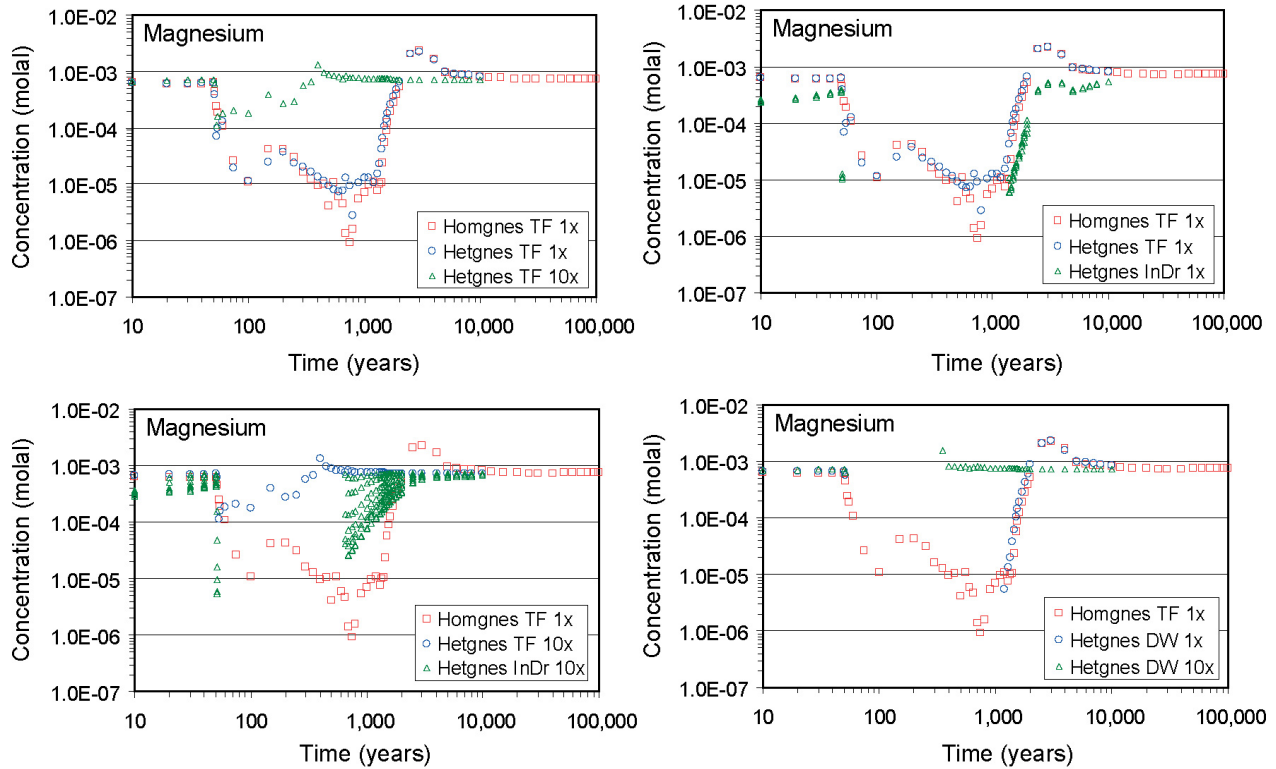 Magnesium
Concentration (molal)
1.0E-02
1.0E-03
1.0E-04
1.0E-05
1.0E-06
1.0E-07
Homgnes TF 1x
Hetgnes TF 1x
Hetgnes TF 10x
10
100
1,000
10,000
100,000
Time (years)
Magnesium
Concentration (molal)
1.0E-02
1.0E-03
1.0E-04
1.0E-05
1.0E-06
1.0E-07
Homgnes TF 1x
Hetgnes TF 1x
Hetgnes InDr 1x
10
100
1,000
10,000
100,000
Time (years)
Magnesium
Concentration (molal)
1.0E-02
1.0E-03
1.0E-04
1.0E-05
1.0E-06
1.0E-07
Homgnes TF 1x
Hetgnes TF 10x
Hetgnes InDr 10x
10
100
1,000
10,000
100,000
Time (years)
Magnesium
Concentration (molal)
1.0E-02
1.0E-03
1.0E-04
1.0E-05
1.0E-06
1.0E-07
Homgnes TF 1x
Hetgnes DW 1x
Hetgnes DW 10x
10
100
1,000
10,000
100,000
Time (years)